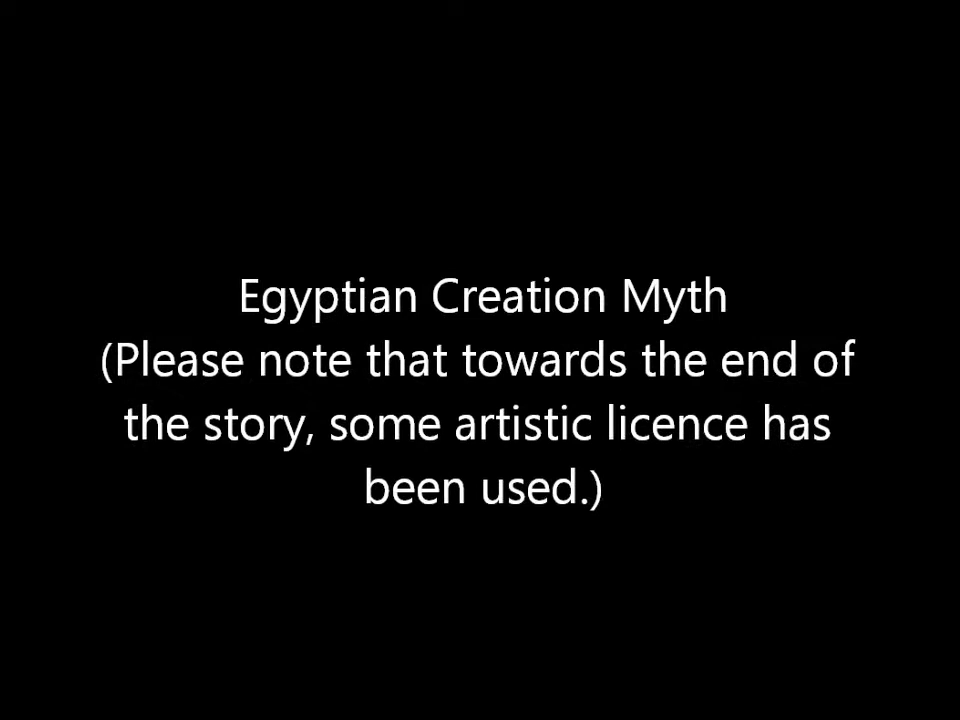 Egyptian Creation Myth
(Please note that towards the end of
the story, some artistic licence has
been used.)